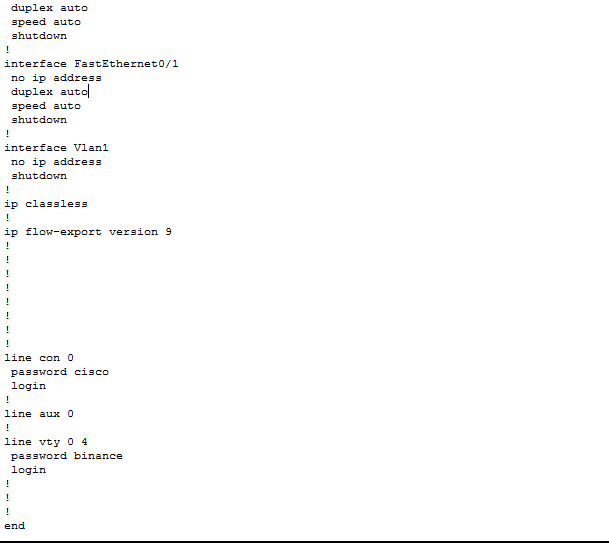 duplex auto
speed auto
shutdown
!
interface FastEthernet0/1
no ip address
duplex auto
speed auto
shutdown
!
interface Vlan1
no ip address
shutdown
!
ip classless
!
ip flow-export version 9
!
!
!
!
!
!
!
!
line con 0
password cisco
login
!
line aux 0
!
line vty 0 4
password binance
login
!
!
!
end